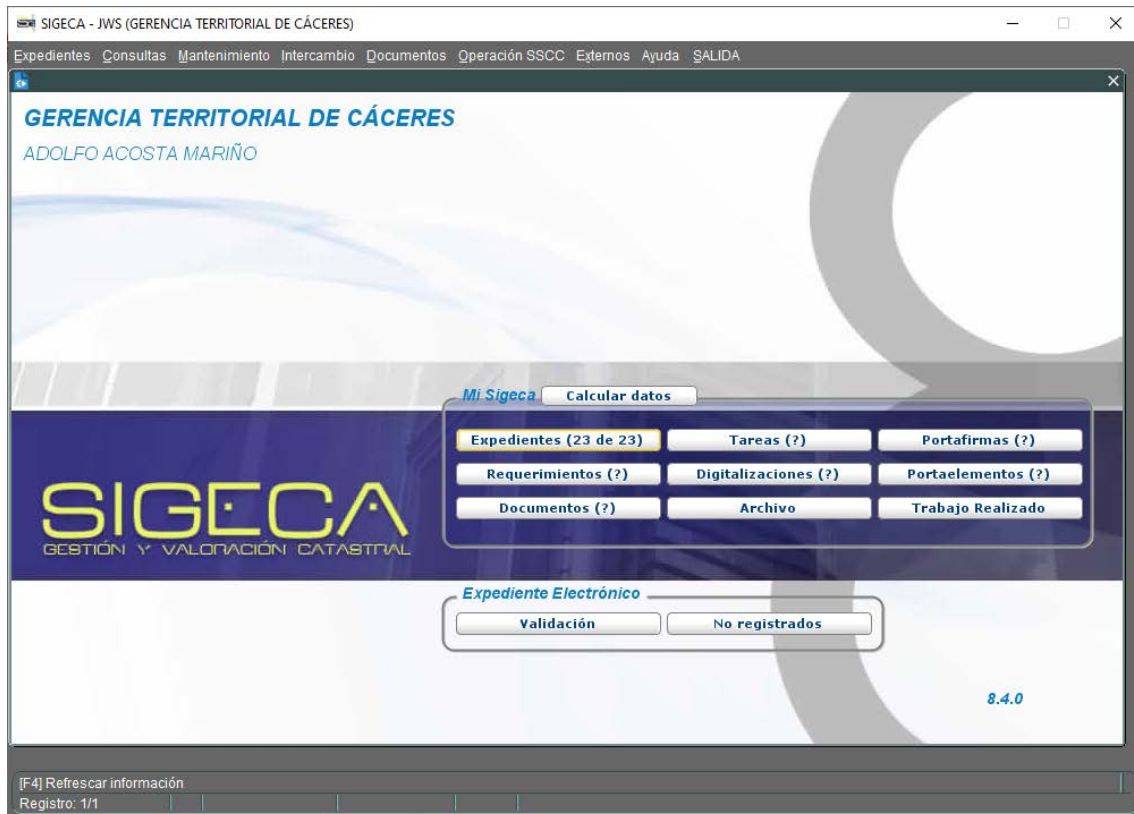 SIGECA - JWS (GERENCIA TERRITORIAL DE CÁCERES)
Expedientes Consultas Mantenimiento Intercambio Documentos Operación SSCC Externos Ayuda SALIDA
GERENCIA TERRITORIAL DE CÁCERES
ADOLFO ACOSTA MARIÑO
Mi Sigeca Calcular datos
Expedientes (23 de 23) Tareas (?) Portafirmas (?)
Requerimientos (?) Digitalizaciones (?) Portaelementos (?)
Documentos (?) Archivo Trabajo Realizado
SIGECA
GESTIÓN Y VALORACIÓN CATASTRAL
Expediente Electrónico
Validación No registrados
8.4.0
[F4] Refrescar información
Registro: 1/1